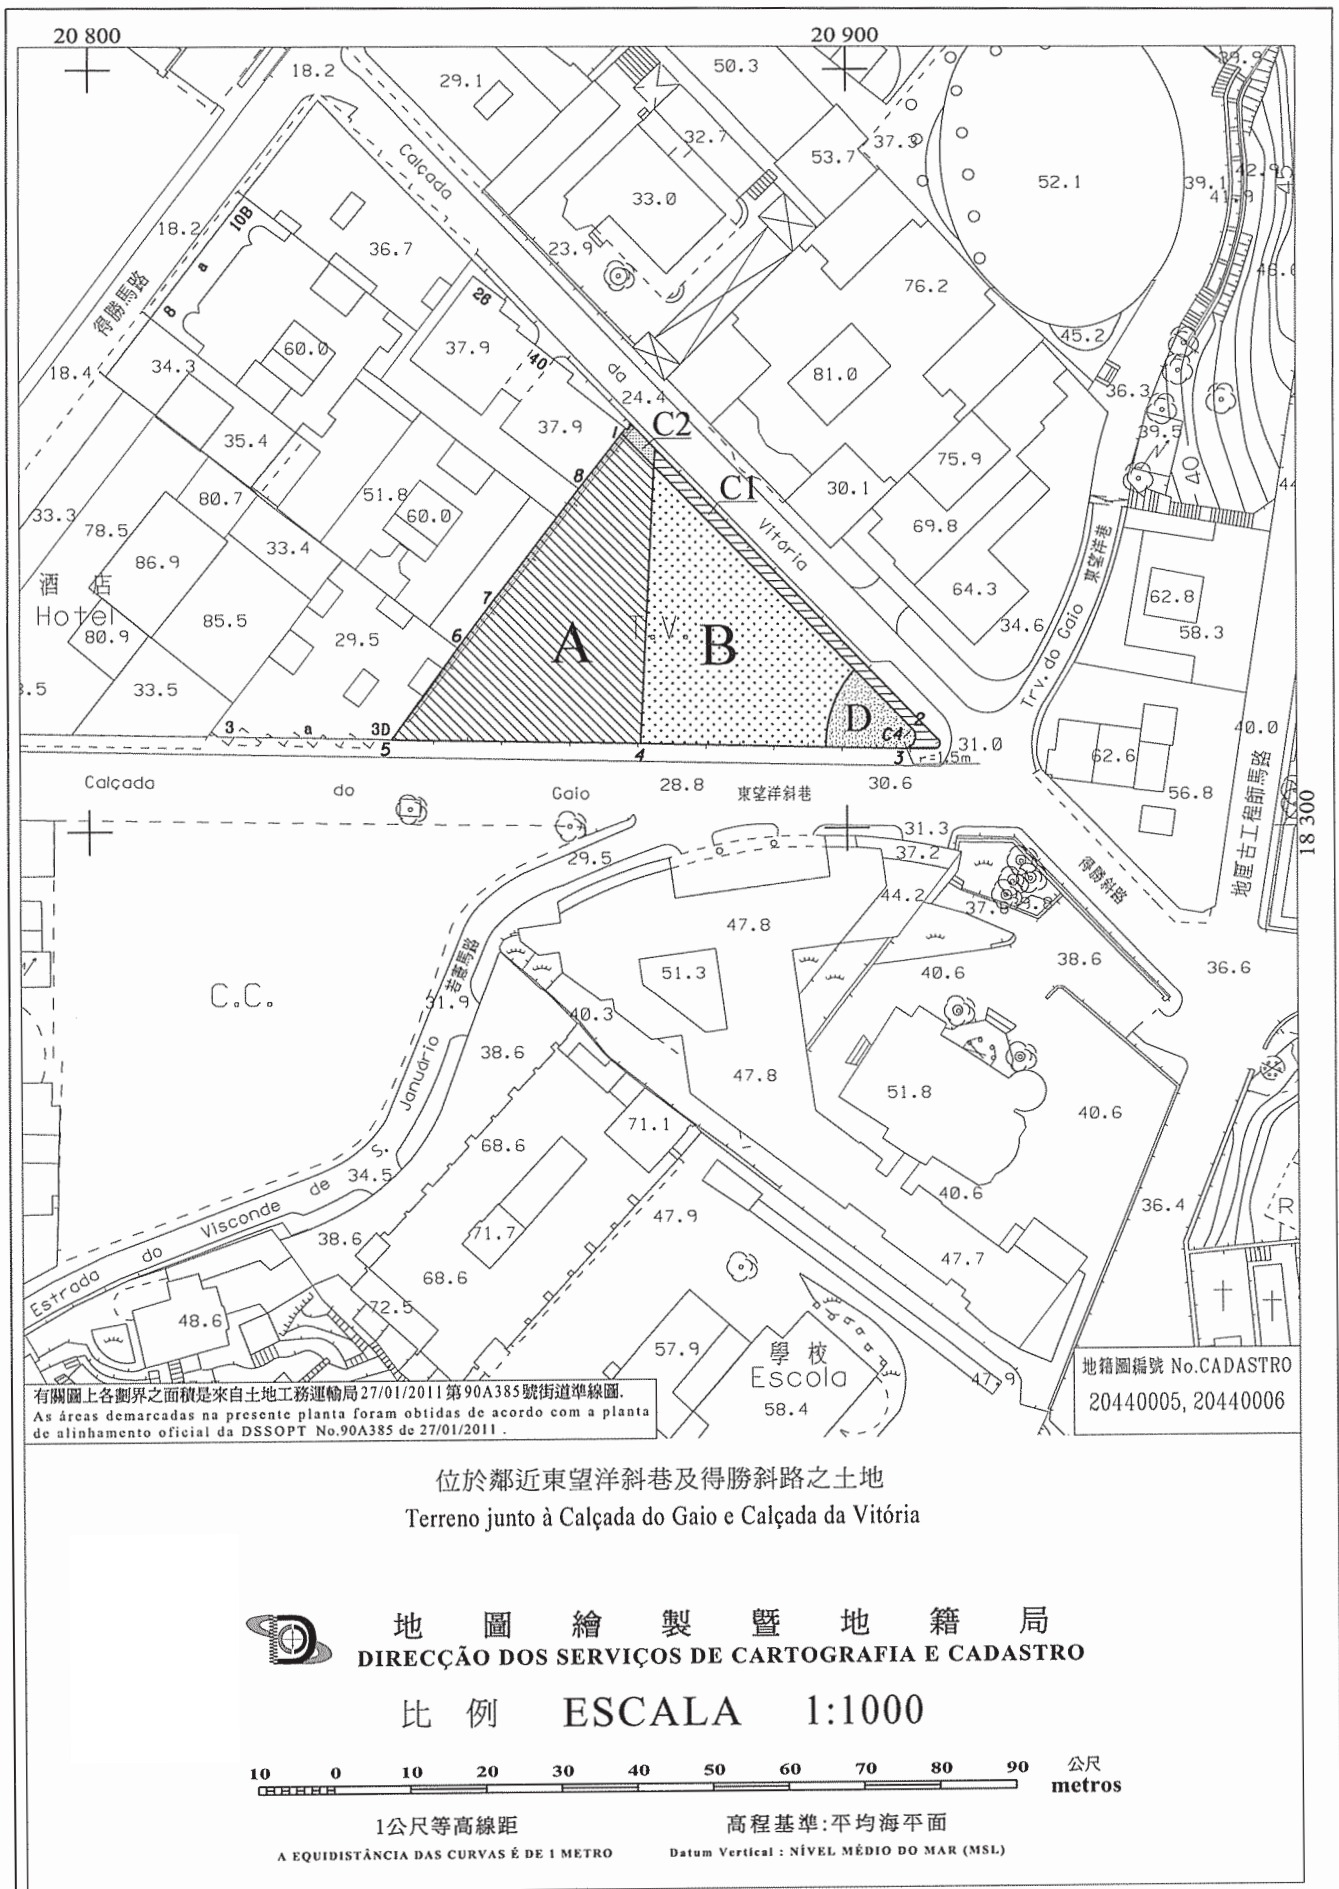 20 800
20 900
18.2
29.1
50.3
32.7
53.7
37.3
39.9
52.1
39.1
42.9
41.9
45
Calçada
10B
a
8
18.2
36.7
33.0
23.9
76.2
46.6
得勝馬路
26
40
60.0
37.9
45.2
81.0
36.3
18.4
34.3
da
24.4
37.9
1
C2
35.4
39.5
75.9
40
8
C1
30.1
80.7
51.8
60.0
33.3
78.5
33.4
69.8
Vitória
東望洋巷
86.9
酒 店
Hotel
7
64.3
62.8
85.5
80.9
6
29.5
A
T.V.
B
34.6
58.3
Trv. do Gaio
33.5
3
a
3D
5
4
D
2
C4
3
r=1.5m
31.0
40.0
62.6
Calçada do Gaio
28.8
東望洋斜巷
30.6
56.8
地厘古工程師馬路
18 300
31.3
29.5
37.2
得勝斜路
44.2
37.8
47.8
若憲馬路
51.3
40.6
38.6
36.6
C.C.
31.9
40.3
38.6
47.8
51.8
40.6
71.1
68.6
Estrada do Visconde de S. Januário
34.5
40.6
36.4
47.9
R
71.7
38.6
47.7
68.6
72.5
48.6
57.9
學 校
Escola
58.4
47.9
地籍圖編號 No.CADASTRO
20440005, 20440006
有關圖上各劃界之面積是來自土地工務運輸局27/01/2011第90A385號街道準線圖.
As áreas demarcadas na presente planta foram obtidas de acordo com a planta
de alinhamento oficial da DSSOPT No.90A385 de 27/01/2011 .
位於鄰近東望洋斜巷及得勝斜路之土地
Terreno junto à Calçada do Gaio e Calçada da Vitória
地 圖 繪 製 暨 地 籍 局
DIRECÇÃO DOS SERVIÇOS DE CARTOGRAFIA E CADASTRO
比 例 ESCALA 1:1000
10 0 10 20 30 40 50 60 70 80 90 公尺
metros
1公尺等高線距
高程基準:平均海平面
A EQUIDISTÂNCIA DAS CURVAS É DE 1 METRO
Datum Vertical : NÍVEL MÉDIO DO MAR (MSL)